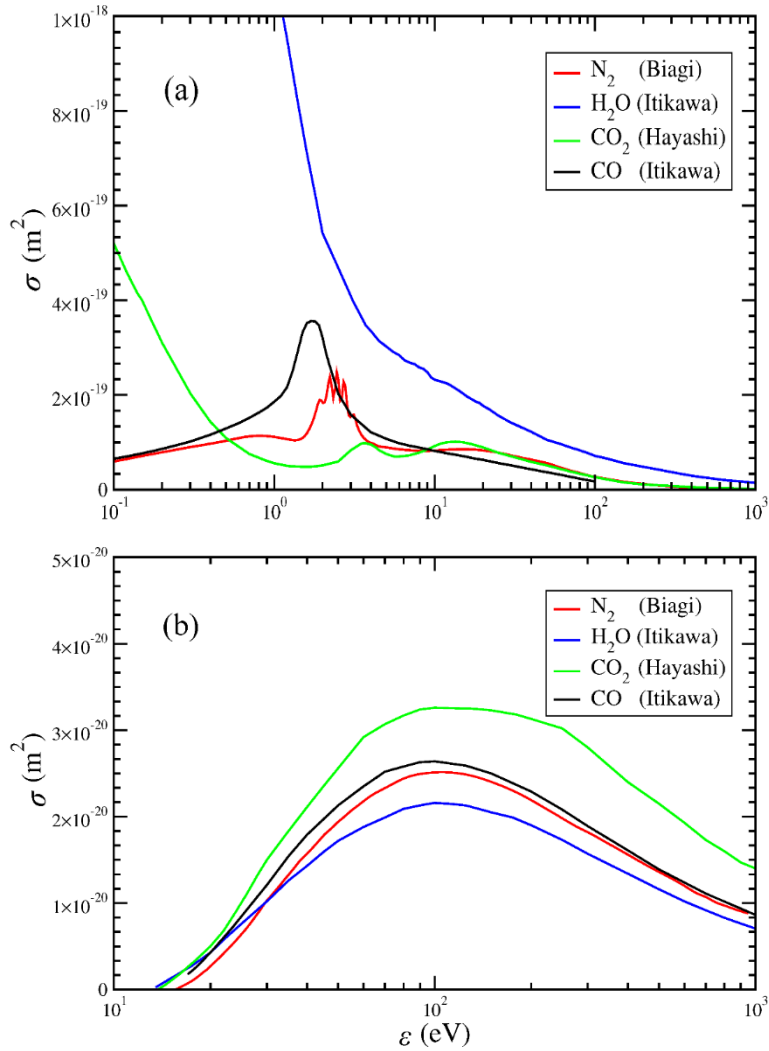 1×10⁻¹⁸
8×10⁻¹⁹
6×10⁻¹⁹
4×10⁻¹⁹
2×10⁻¹⁹
0
σ (m²)
(a)
N₂ (Biagi)
H₂O (Itikawa)
CO₂ (Hayashi)
CO (Itikawa)
10⁻¹ 10⁰ 10¹ 10² 10³
5×10⁻²⁰
4×10⁻²⁰
3×10⁻²⁰
2×10⁻²⁰
1×10⁻²⁰
0
σ (m²)
(b)
N₂ (Biagi)
H₂O (Itikawa)
CO₂ (Hayashi)
CO (Itikawa)
10¹ 10² 10³
ε (eV)